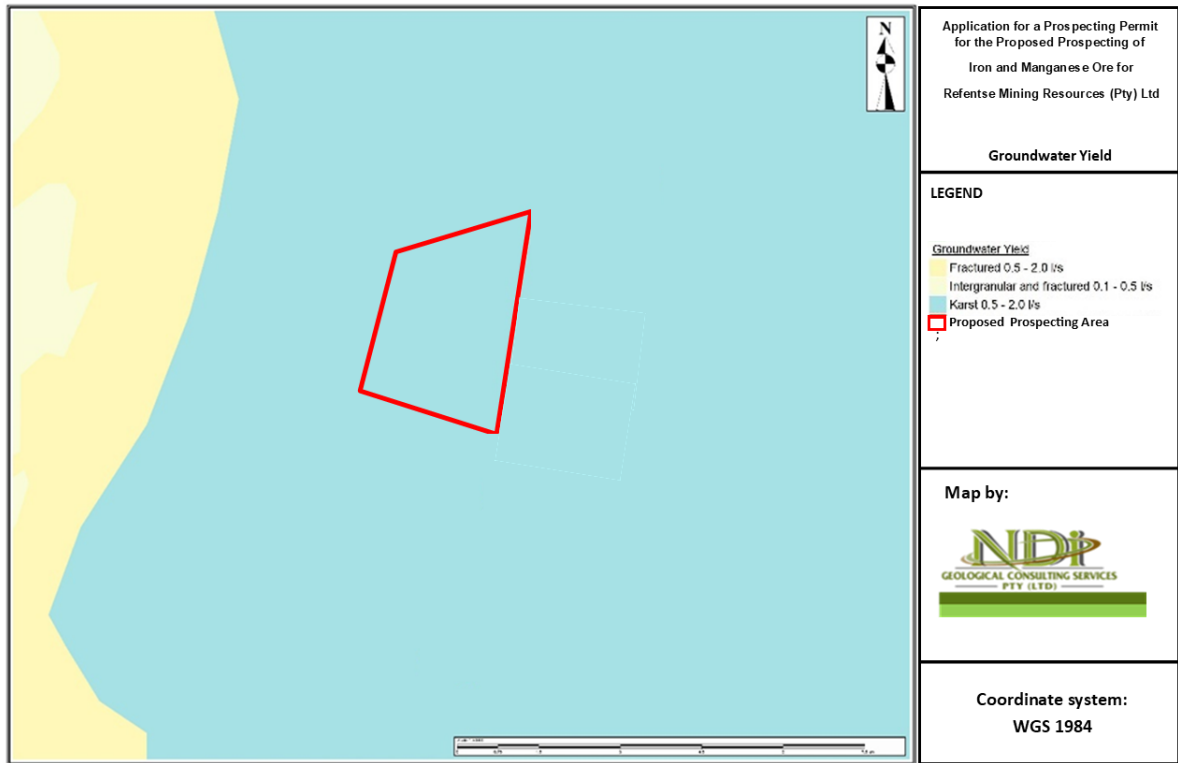 Application for a Prospecting Permit
for the Proposed Prospecting of
Iron and Manganese Ore for
Refentse Mining Resources (Pty) Ltd
Groundwater Yield
N
LEGEND
Groundwater Yield
Fractured 0.5 - 2.0 l/s
Intergranular and fractured 0.1 - 0.5 l/s
Karst 0.5 - 2.0 l/s
Proposed Prospecting Area
;
Map by:
NDi
GEOLOGICAL CONSULTING SERVICES
PTY (LTD)
Coordinate system:
WGS 1984